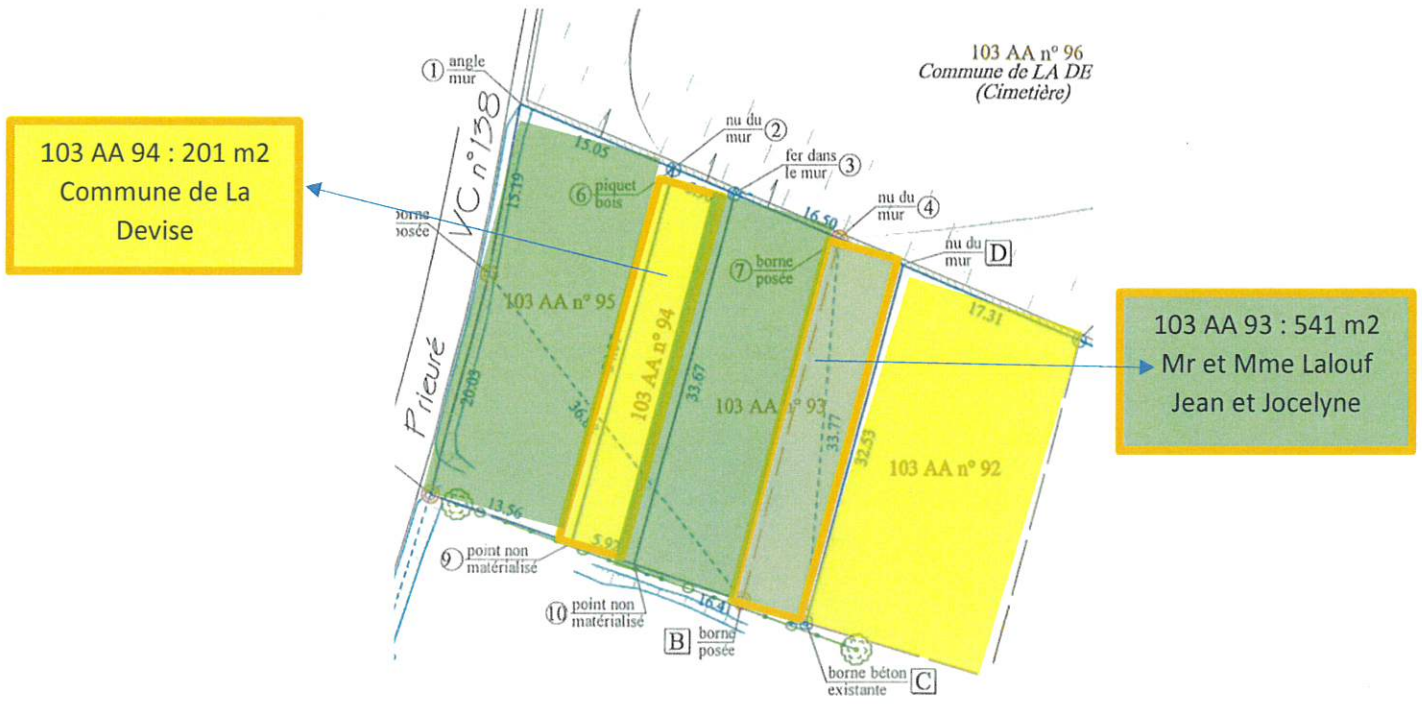 103 AA n° 96
Commune de LA DE
(Cimetière)
① angle
mur
nu du
mur ②
fer dans
le mur ③
nu du
mur ④
nu du
mur D
15.05
16.50
17.31
VC n°138
Prieuré
15.19
20.03
⑥ piquet
bois
⑦ borne
posée
borne
posée
103 AA 94 : 201 m2
Commune de La
Devise
103 AA 93 : 541 m2
Mr et Mme Lalouf
Jean et Jocelyne
103 AA n° 95
103 AA n° 94
103 AA n° 93
103 AA n° 92
33.67
33.77
32.53
13.56
⑨ point non
matérialisé
⑩ point non
matérialisé
B borne
posée
borne béton
existante C